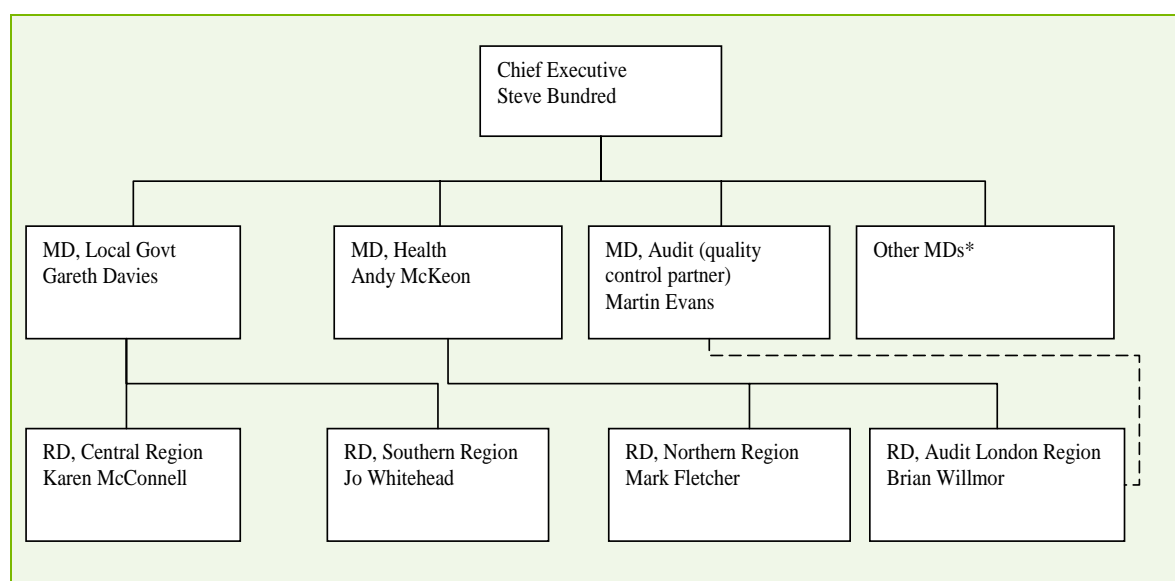 Chief Executive
Steve Bundred
MD, Local Govt
Gareth Davies
MD, Health
Andy McKeon
MD, Audit (quality
control partner)
Martin Evans
Other MDs*
RD, Central Region
Karen McConnell
RD, Southern Region
Jo Whitehead
RD, Northern Region
Mark Fletcher
RD, Audit London Region
Brian Willmor